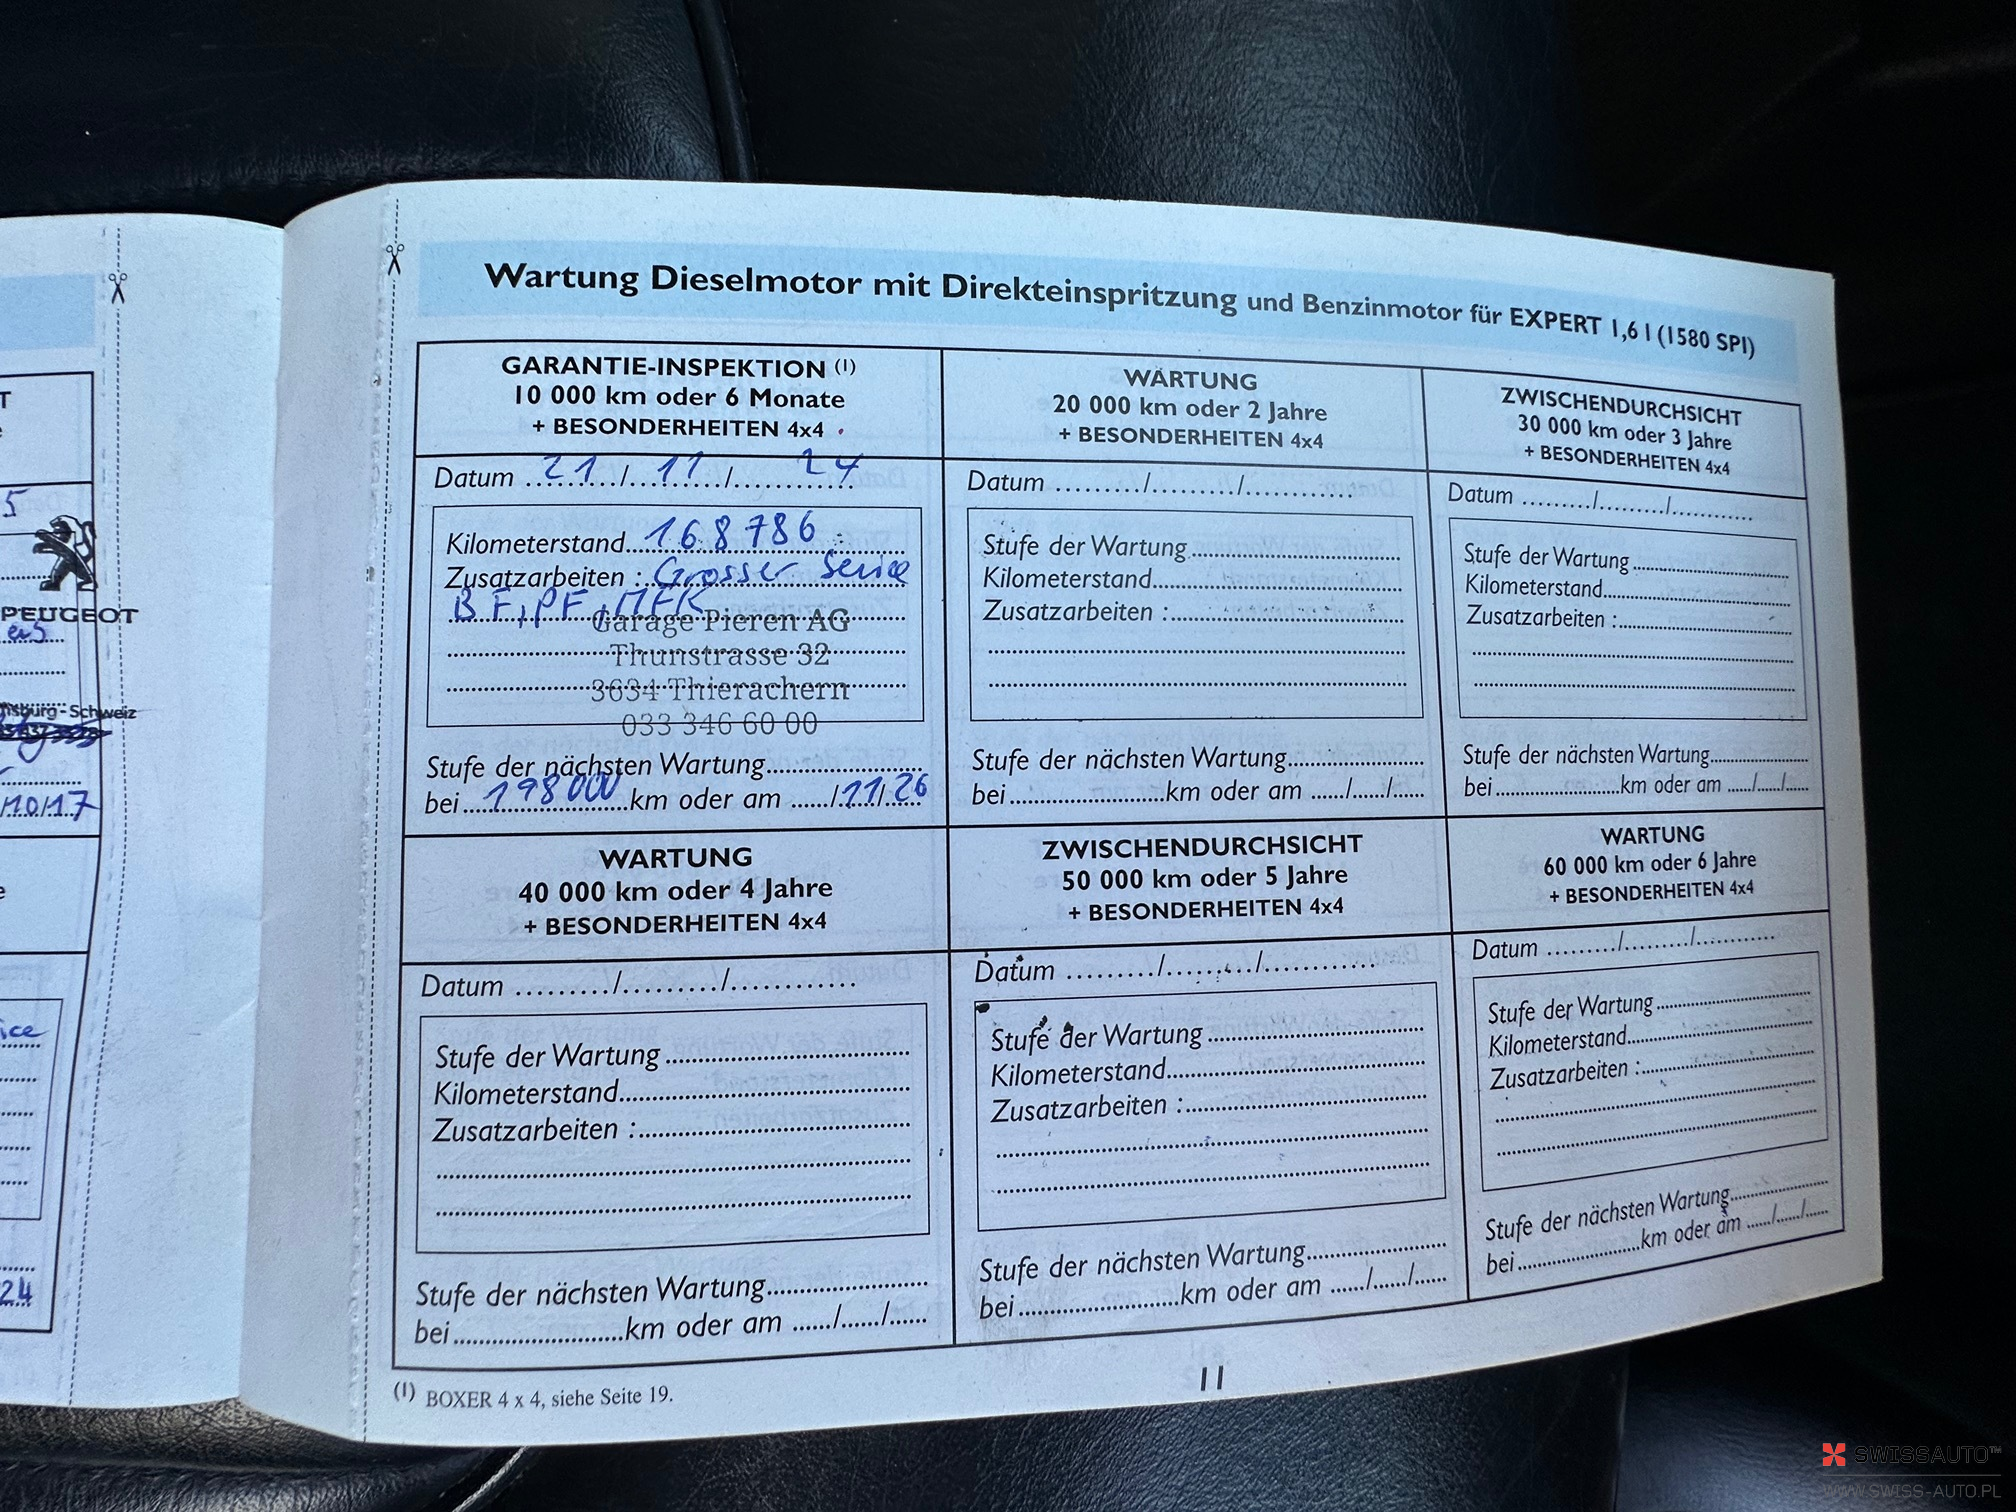 5
PEUGEOT
/10/17
ice
24
Wartung Dieselmotor mit Direkteinspritzung und Benzinmotor für EXPERT 1,6 l (1580 SPI)
GARANTIE-INSPEKTION (1)
10 000 km oder 6 Monate
+ BESONDERHEITEN 4x4
Datum 21 / 11 / 24
Kilometerstand 168786
Zusatzarbeiten : Grosser Service
BF, PF, MFK
Garage Pieren AG
Thunstrasse 32
3634 Thierachern
033 346 60 00
Stufe der nächsten Wartung
bei 198000 km oder am ....../11/26
WARTUNG
20 000 km oder 2 Jahre
+ BESONDERHEITEN 4x4
Datum ........./........./............
Stufe der Wartung
Kilometerstand
Zusatzarbeiten :
Stufe der nächsten Wartung
bei km oder am ....../....../......
ZWISCHENDURCHSICHT
30 000 km oder 3 Jahre
+ BESONDERHEITEN 4x4
Datum ........./........./............
Stufe der Wartung
Kilometerstand
Zusatzarbeiten :
Stufe der nächsten Wartung
bei km oder am ....../....../......
WARTUNG
40 000 km oder 4 Jahre
+ BESONDERHEITEN 4x4
Datum ........./........./............
Stufe der Wartung
Kilometerstand
Zusatzarbeiten :
Stufe der nächsten Wartung
bei km oder am ....../....../......
ZWISCHENDURCHSICHT
50 000 km oder 5 Jahre
+ BESONDERHEITEN 4x4
Datum ........./........./............
Stufe der Wartung
Kilometerstand
Zusatzarbeiten :
Stufe der nächsten Wartung
bei km oder am ....../....../......
WARTUNG
60 000 km oder 6 Jahre
+ BESONDERHEITEN 4x4
Datum ........./........./............
Stufe der Wartung
Kilometerstand
Zusatzarbeiten :
Stufe der nächsten Wartung
bei km oder am ....../....../......
(1) BOXER 4 x 4, siehe Seite 19.
11
SWISSAUTO™
WWW.SWISS-AUTO.PL